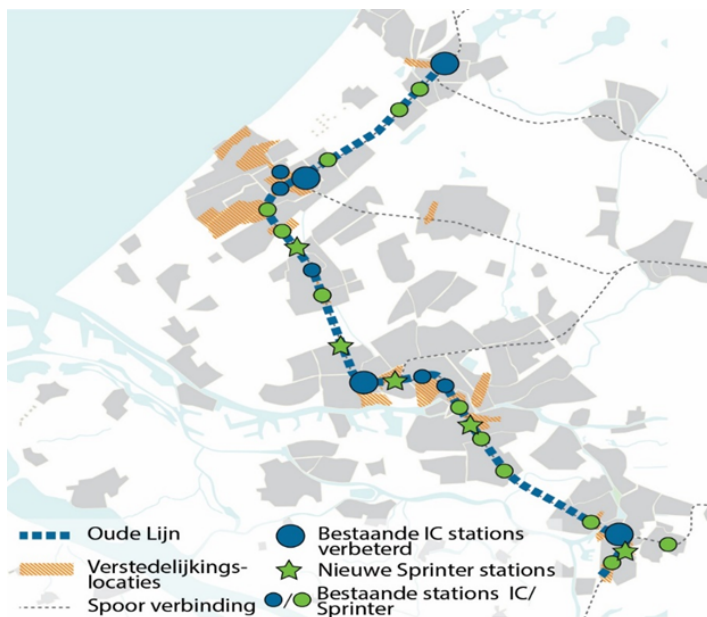 Oude Lijn
Verstedelijkings-
locaties
Spoor verbinding
Bestaande IC stations
verbeterd
Nieuwe Sprinter stations
/
Bestaande stations IC/
Sprinter